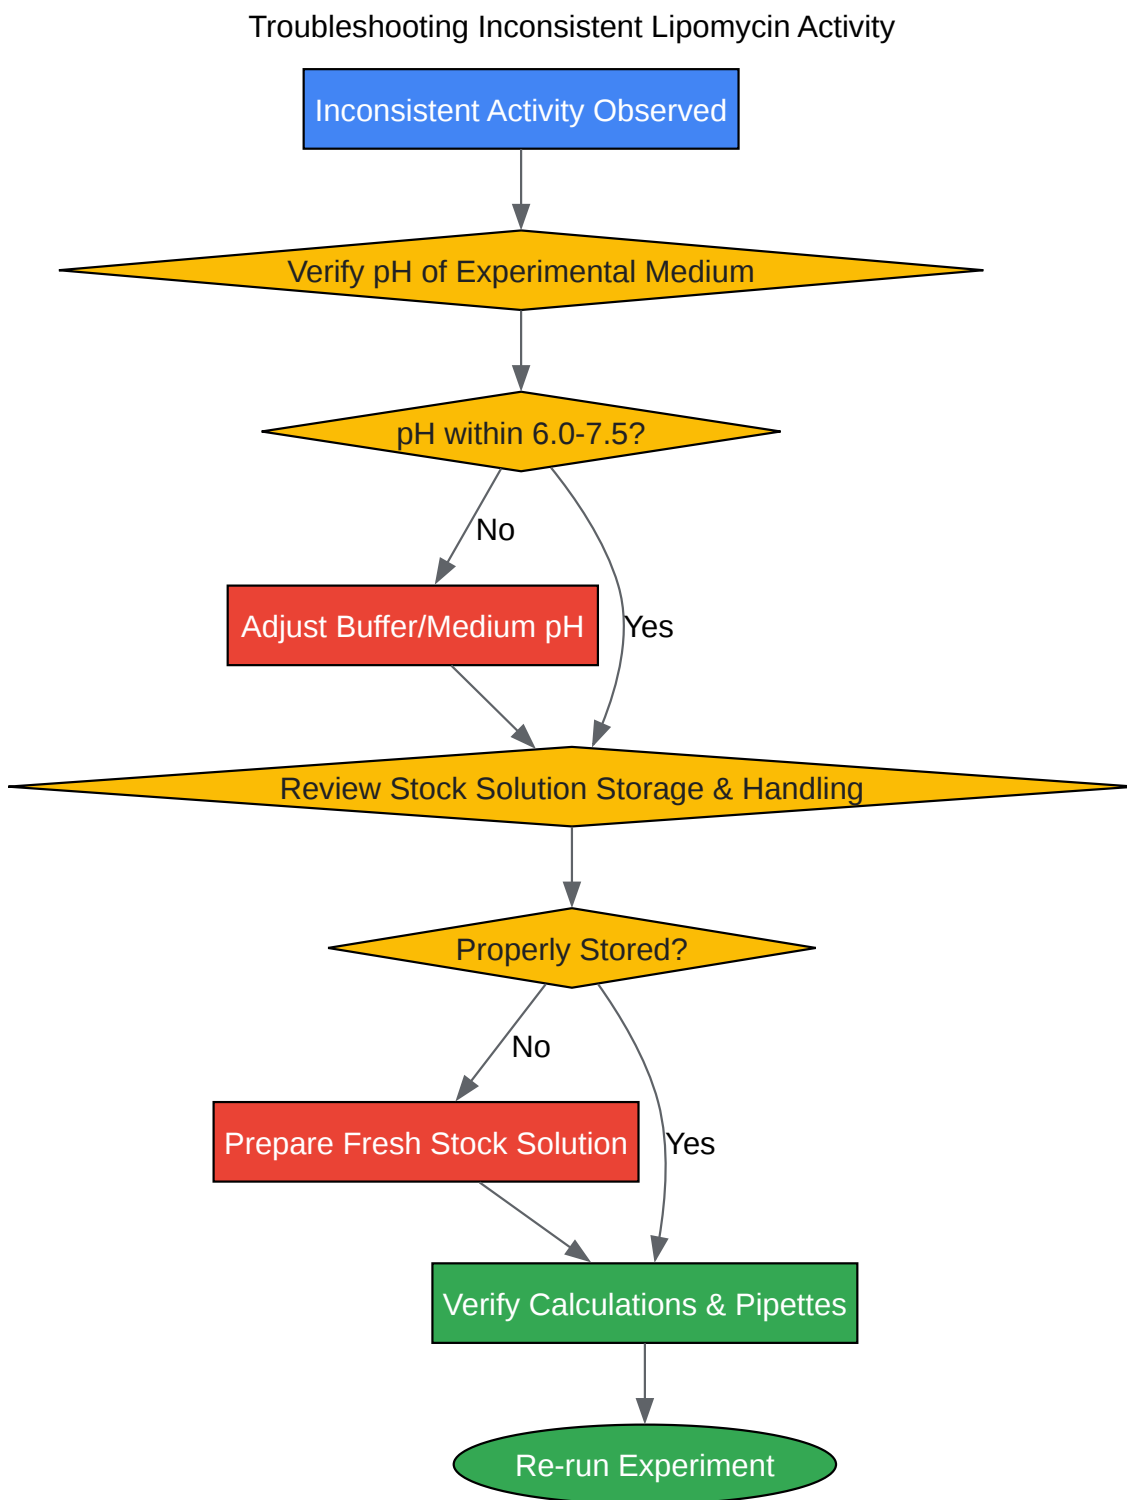 Troubleshooting Inconsistent Lipomycin Activity
Inconsistent Activity Observed
Verify pH of Experimental Medium
pH within 6.0-7.5?
No
Adjust Buffer/Medium pH
Yes
Review Stock Solution Storage & Handling
Properly Stored?
No
Prepare Fresh Stock Solution
Yes
Verify Calculations & Pipettes
Re-run Experiment